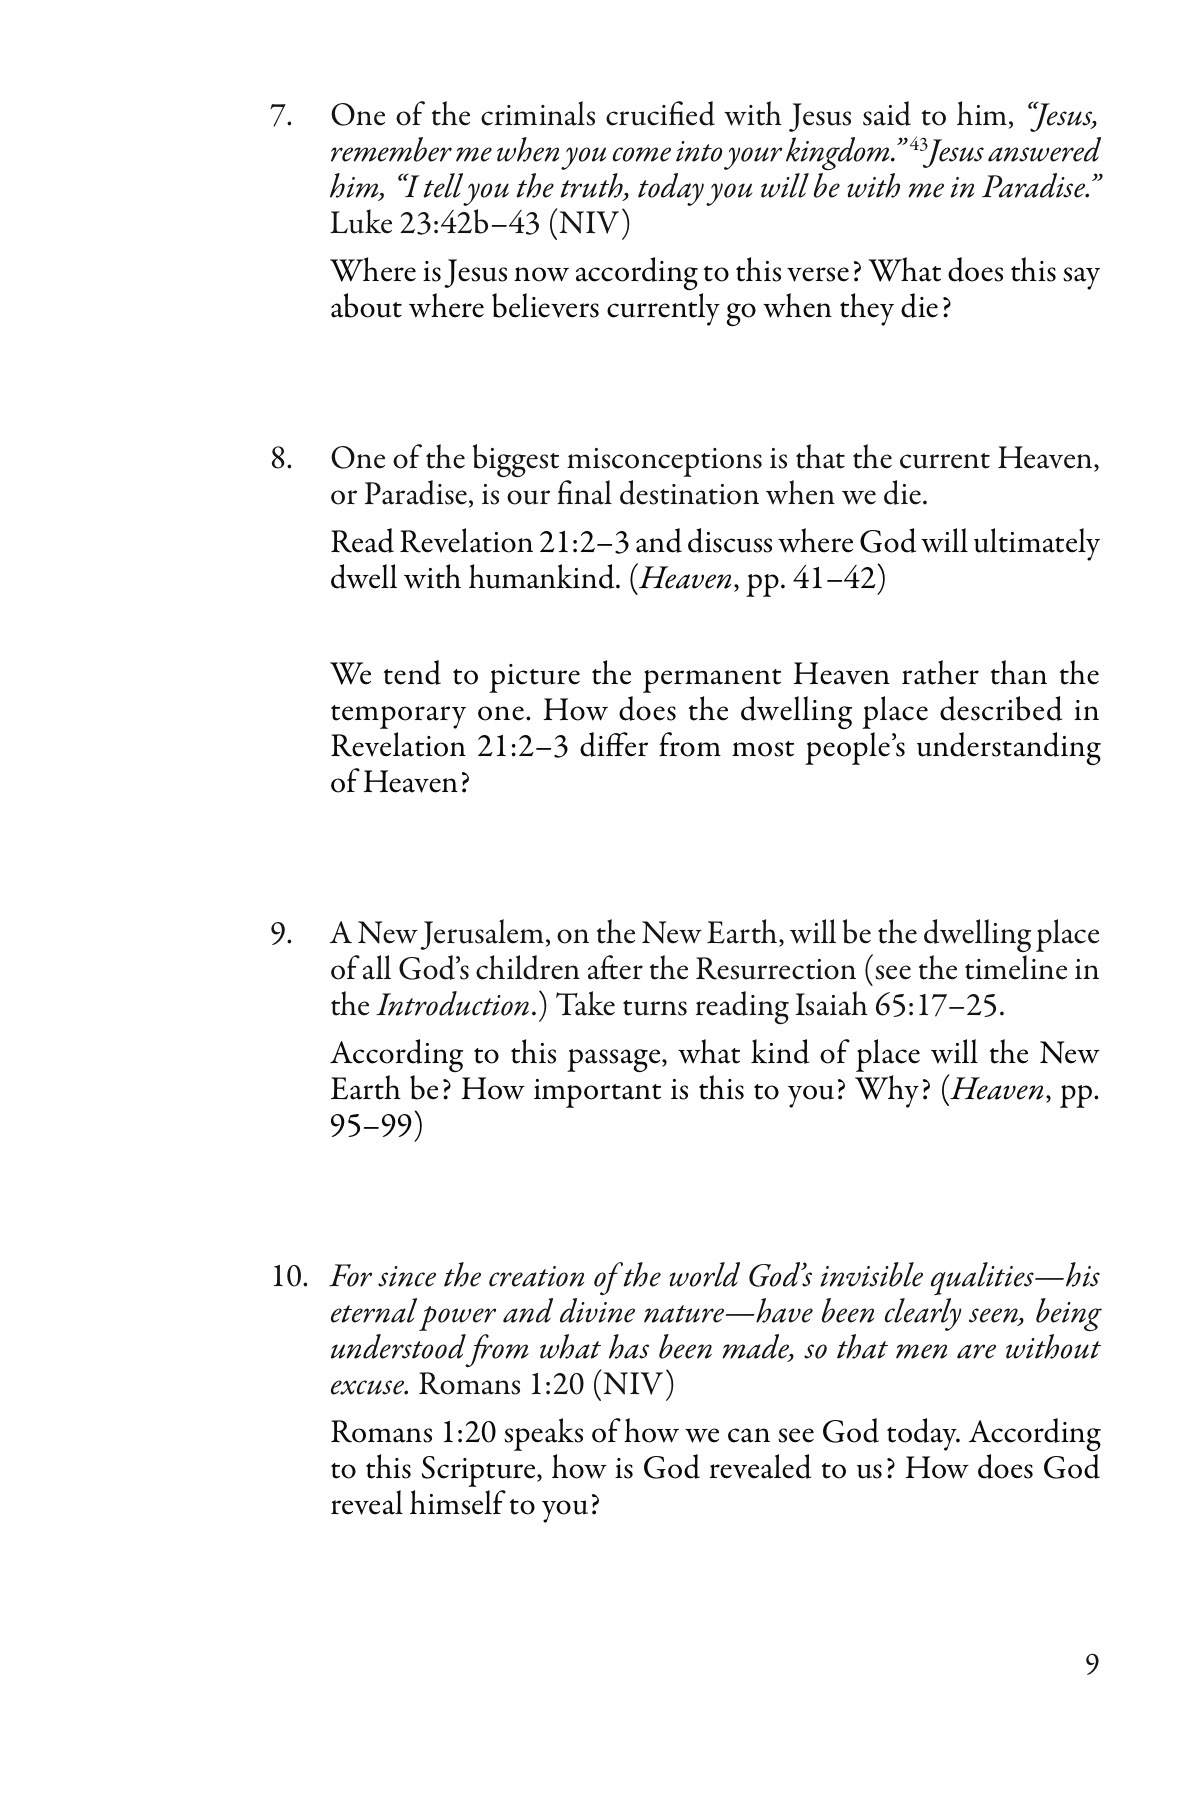 7. One of the criminals crucified with Jesus said to him, “Jesus,
remember me when you come into your kingdom.” ⁴³Jesus answered
him, “I tell you the truth, today you will be with me in Paradise.”
Luke 23:42b–43 (NIV)
Where is Jesus now according to this verse? What does this say
about where believers currently go when they die?
8. One of the biggest misconceptions is that the current Heaven,
or Paradise, is our final destination when we die.
Read Revelation 21:2–3 and discuss where God will ultimately
dwell with humankind. (Heaven, pp. 41–42)
We tend to picture the permanent Heaven rather than the
temporary one. How does the dwelling place described in
Revelation 21:2–3 differ from most people’s understanding
of Heaven?
9. A New Jerusalem, on the New Earth, will be the dwelling place
of all God’s children after the Resurrection (see the timeline in
the Introduction.) Take turns reading Isaiah 65:17–25.
According to this passage, what kind of place will the New
Earth be? How important is this to you? Why? (Heaven, pp.
95–99)
10. For since the creation of the world God’s invisible qualities—his
eternal power and divine nature—have been clearly seen, being
understood from what has been made, so that men are without
excuse. Romans 1:20 (NIV)
Romans 1:20 speaks of how we can see God today. According
to this Scripture, how is God revealed to us? How does God
reveal himself to you?
9